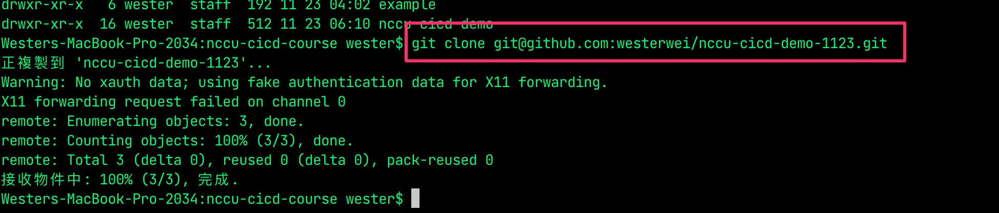 drwxr-xr-x   6 wester  staff  192 11 23 04:02 example
drwxr-xr-x  16 wester  staff  512 11 23 06:10 nccu-cicd-demo
Westers-MacBook-Pro-2034:nccu-cicd-course wester$ git clone git@github.com:westerwei/nccu-cicd-demo-1123.git
正複製到 'nccu-cicd-demo-1123'...
Warning: No xauth data; using fake authentication data for X11 forwarding.
X11 forwarding request failed on channel 0
remote: Enumerating objects: 3, done.
remote: Counting objects: 100% (3/3), done.
remote: Total 3 (delta 0), reused 0 (delta 0), pack-reused 0
接收物件中: 100% (3/3), 完成.
Westers-MacBook-Pro-2034:nccu-cicd-course wester$